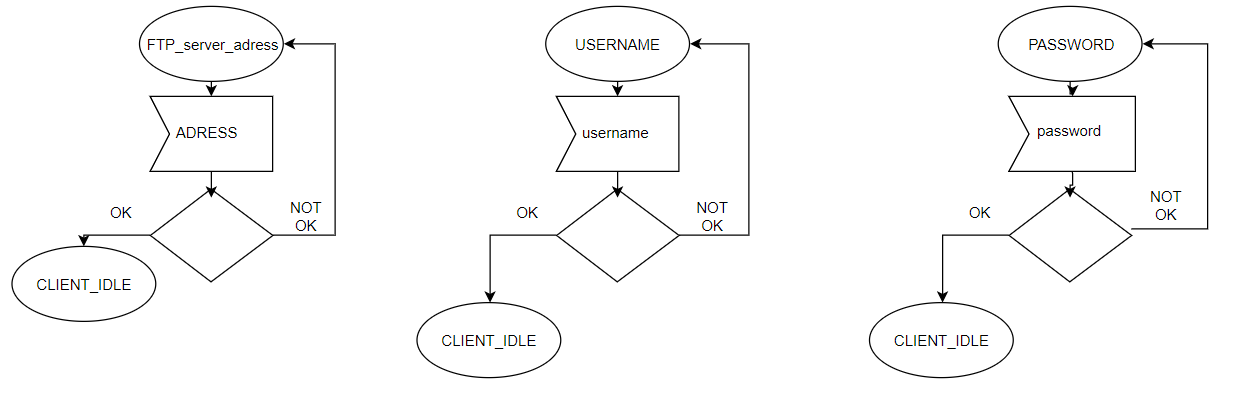 FTP_server_adress
ADRESS
OK
NOT
OK
CLIENT_IDLE
USERNAME
username
OK
NOT
OK
CLIENT_IDLE
PASSWORD
password
OK
NOT
OK
CLIENT_IDLE